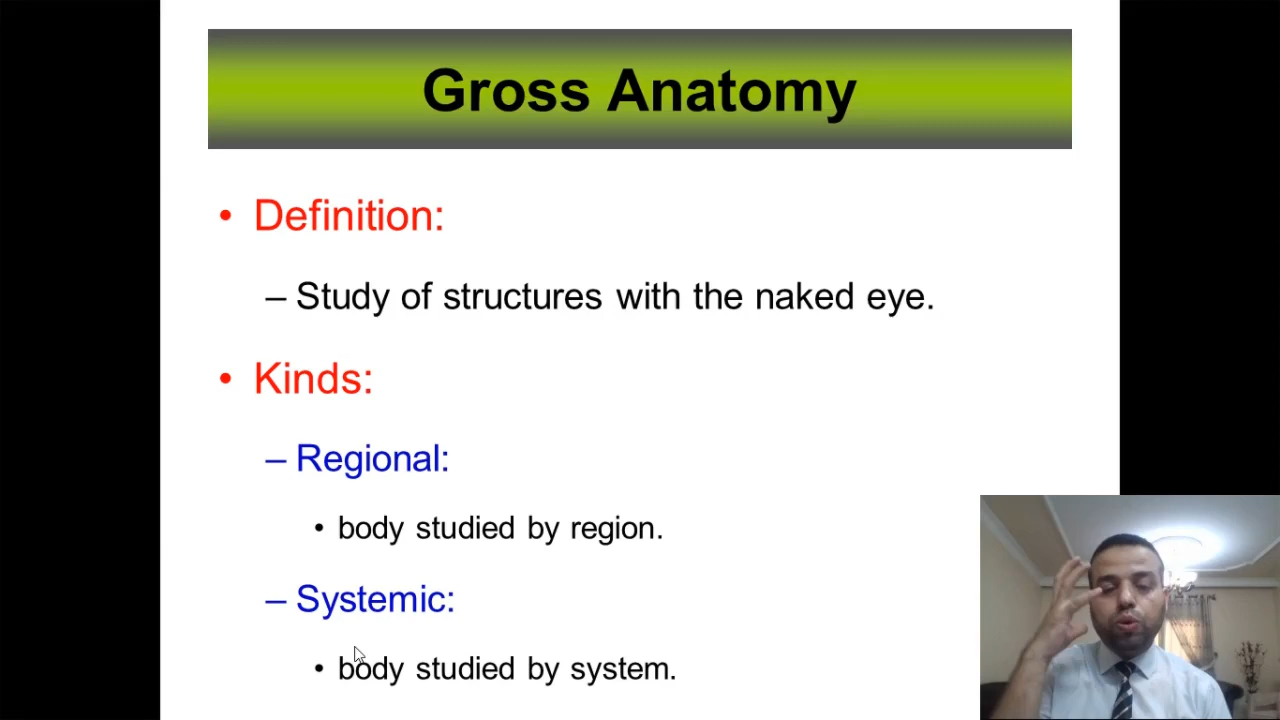 Gross Anatomy
• Definition:
– Study of structures with the naked eye.
• Kinds:
– Regional:
• body studied by region.
– Systemic:
• body studied by system.